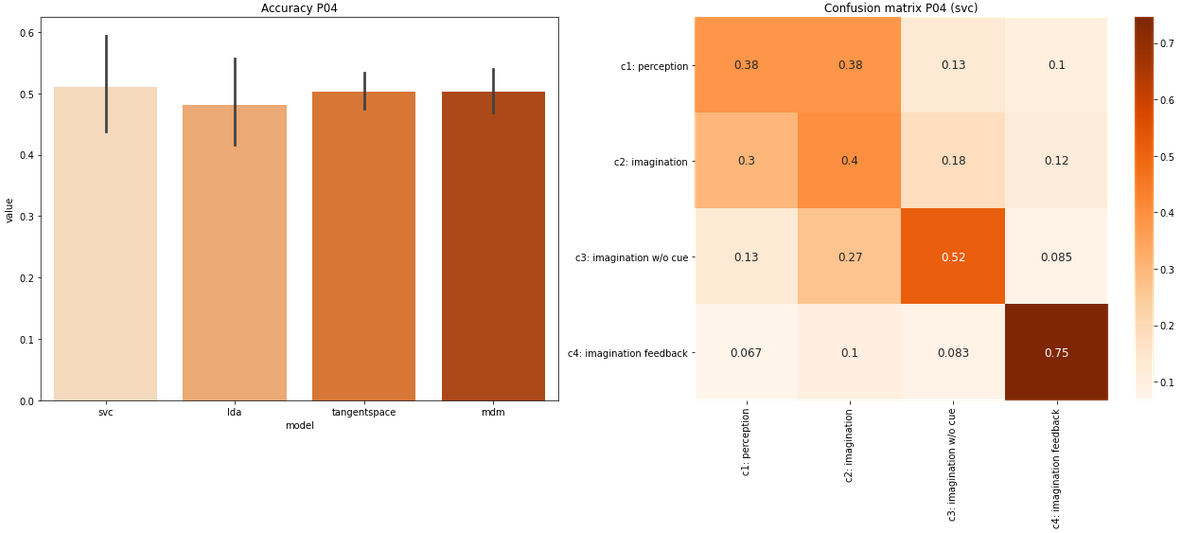 Accuracy P04
0.6
0.5
0.4
0.3
0.2
0.1
0.0
value
svc
lda
tangentspace
mdm
model
Confusion matrix P04 (svc)
c1: perception
0.38
0.38
0.13
0.1
c2: imagination
0.3
0.4
0.18
0.12
c3: imagination w/o cue
0.13
0.27
0.52
0.085
c4: imagination feedback
0.067
0.1
0.083
0.75
c1: perception
c2: imagination
c3: imagination w/o cue
c4: imagination feedback
0.7
0.6
0.5
0.4
0.3
0.2
0.1